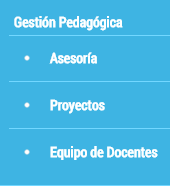 Gestión Pedagógica
Asesoría
Proyectos
Equipo de Docentes